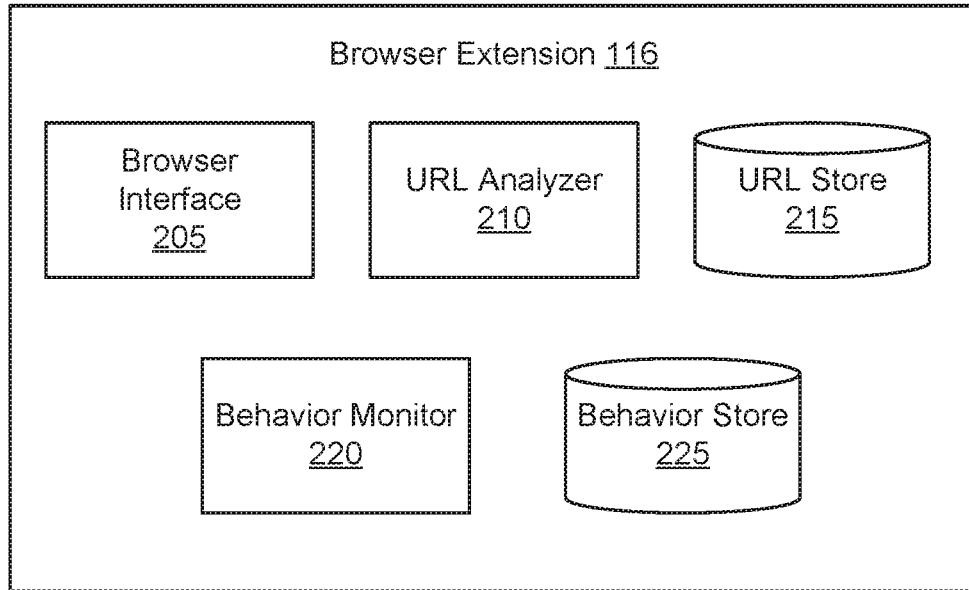 Browser Extension 116
Browser
Interface
205
URL Analyzer
210
URL Store
215
Behavior Monitor
220
Behavior Store
225